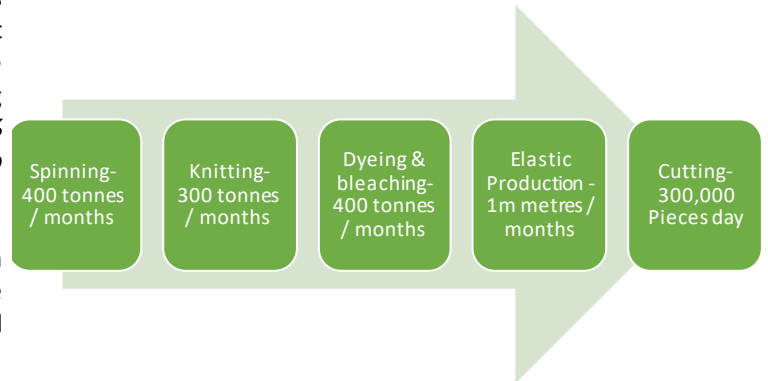 Spinning-
400 tonnes
/ months
Knitting-
300 tonnes
/ months
Dyeing &
bleaching-
400 tonnes
/ months
Elastic
Production -
1m metres /
months
Cutting-
300,000
Pieces day